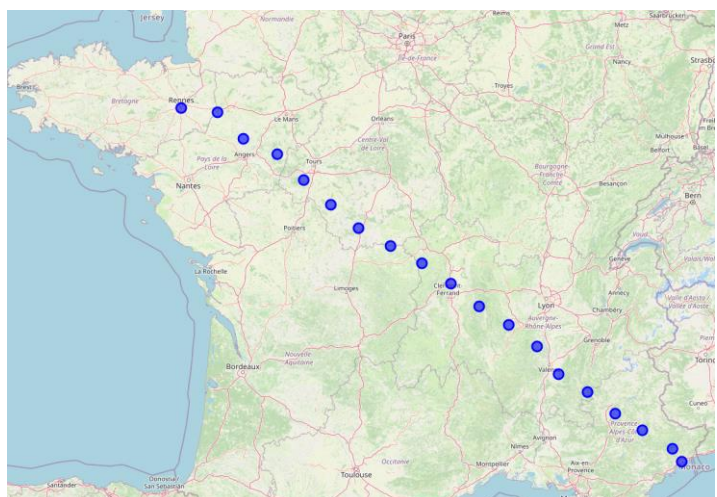 Jersey
Normandie
Reims
Metz
Saarbrücken
Paris
Île-de-France
Grand Est
Nancy
Strasb
Troyes
Brest
Bretagne
Rennes
Le Mans
Orléans
Mulhouse
Belfort
Basel
Angers
Pays de la
Loire
Centre-Val
de Loire
Tours
Bourgogne-
Franche-
Comté
Besançon
Nantes
Bern
Poitiers
Vaud
La Rochelle
Genève
Clermont-
Ferrand
Limoges
Lyon
Annecy
Auvergne-
Rhône-Alpes
Chambéry
Grenoble
Torino
Bordeaux
Nouvelle
Aquitaine
Valence
Cuneo
Provence-
Alpes-Côte
d'Azur
Avignon
Nîmes
Monaco
Montpellier
Aix-en-
Provence
Occitanie
Toulouse
Santander
Donostia /
San Sebastián